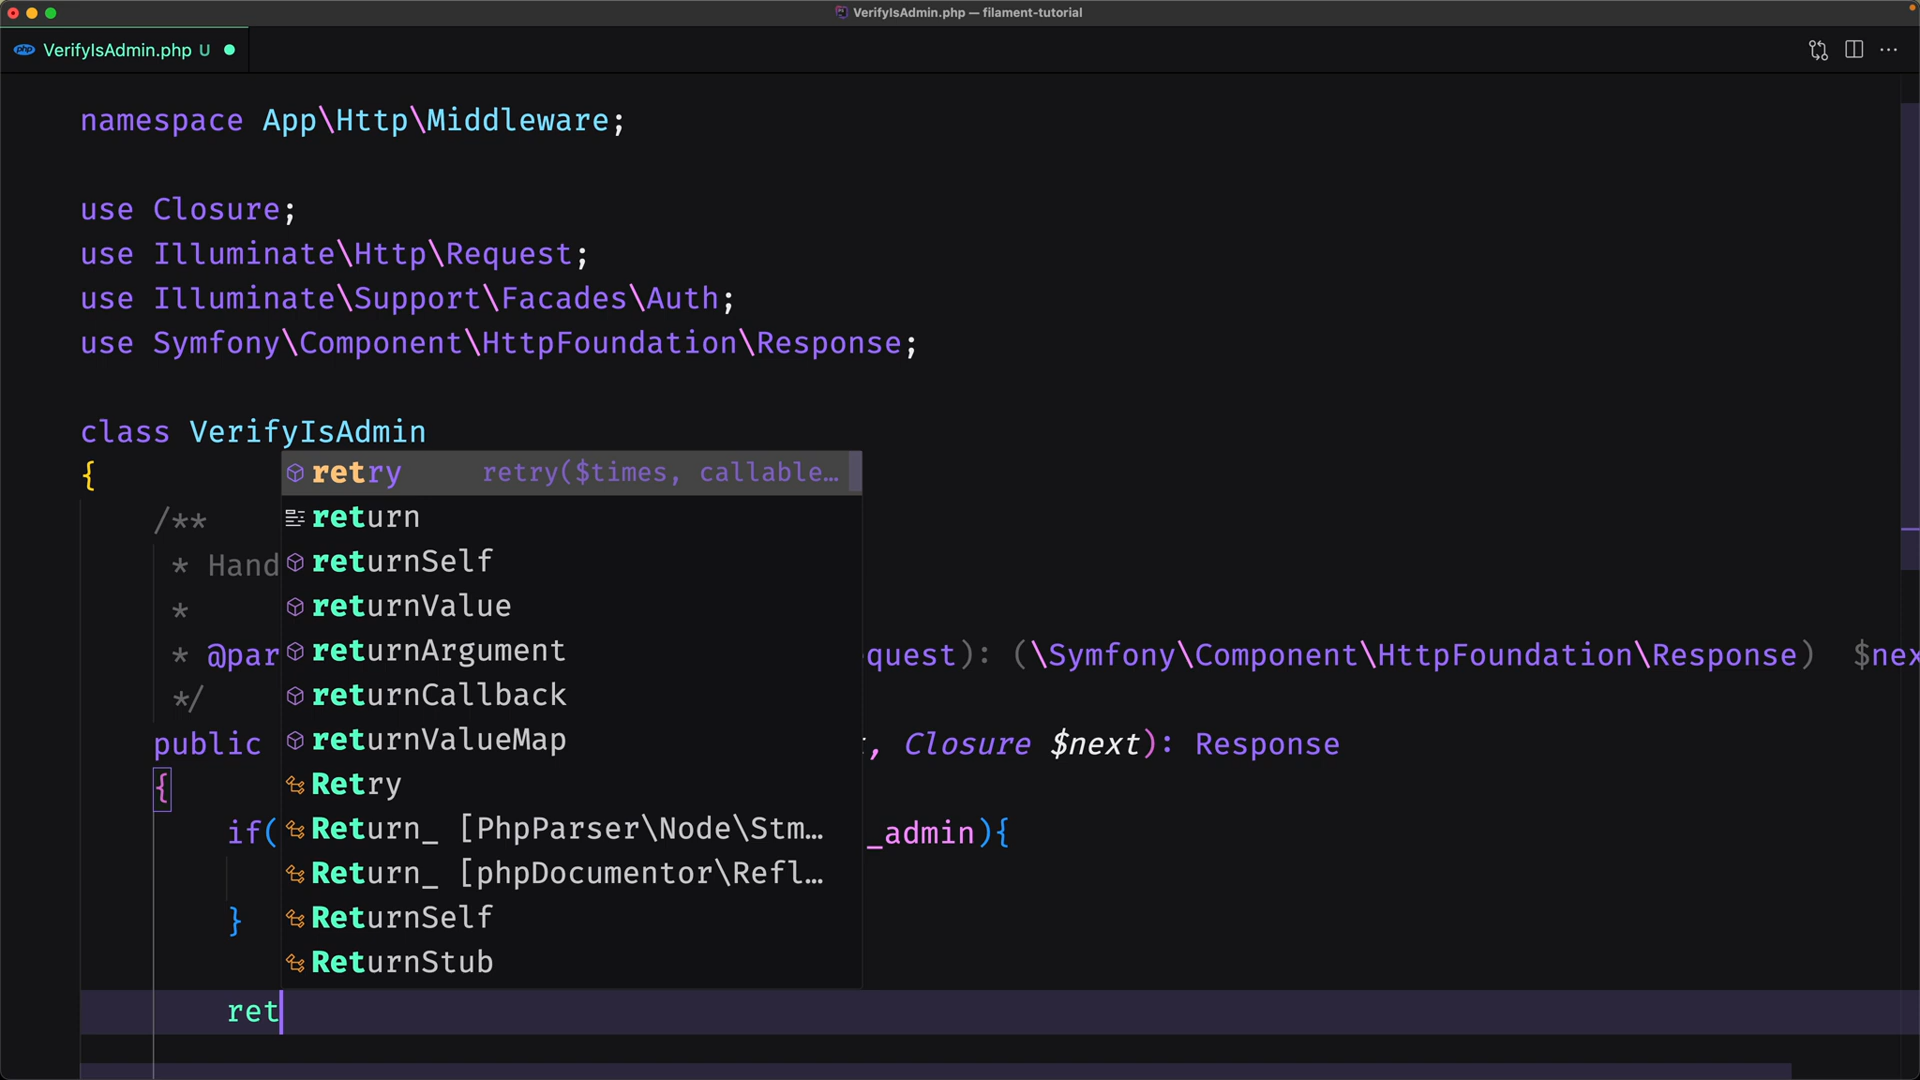 VerifyIsAdmin.php — filament-tutorial
php VerifyIsAdmin.php U
namespace App\Http\Middleware;
use Closure;
use Illuminate\Http\Request;
use Illuminate\Support\Facades\Auth;
use Symfony\Component\HttpFoundation\Response;
class VerifyIsAdmin
{
retry retry($times, callable…
/**
return
* Hand
returnSelf
*
returnValue
* @par
returnArgument
quest): (\Symfony\Component\HttpFoundation\Response) $nex
*/
returnCallback
public
returnValueMap
, Closure $next): Response
{
Retry
if(
Return_ [PhpParser\Node\Stm…
_admin){
Return_ [phpDocumentor\Refl…
}
ReturnSelf
ReturnStub
ret